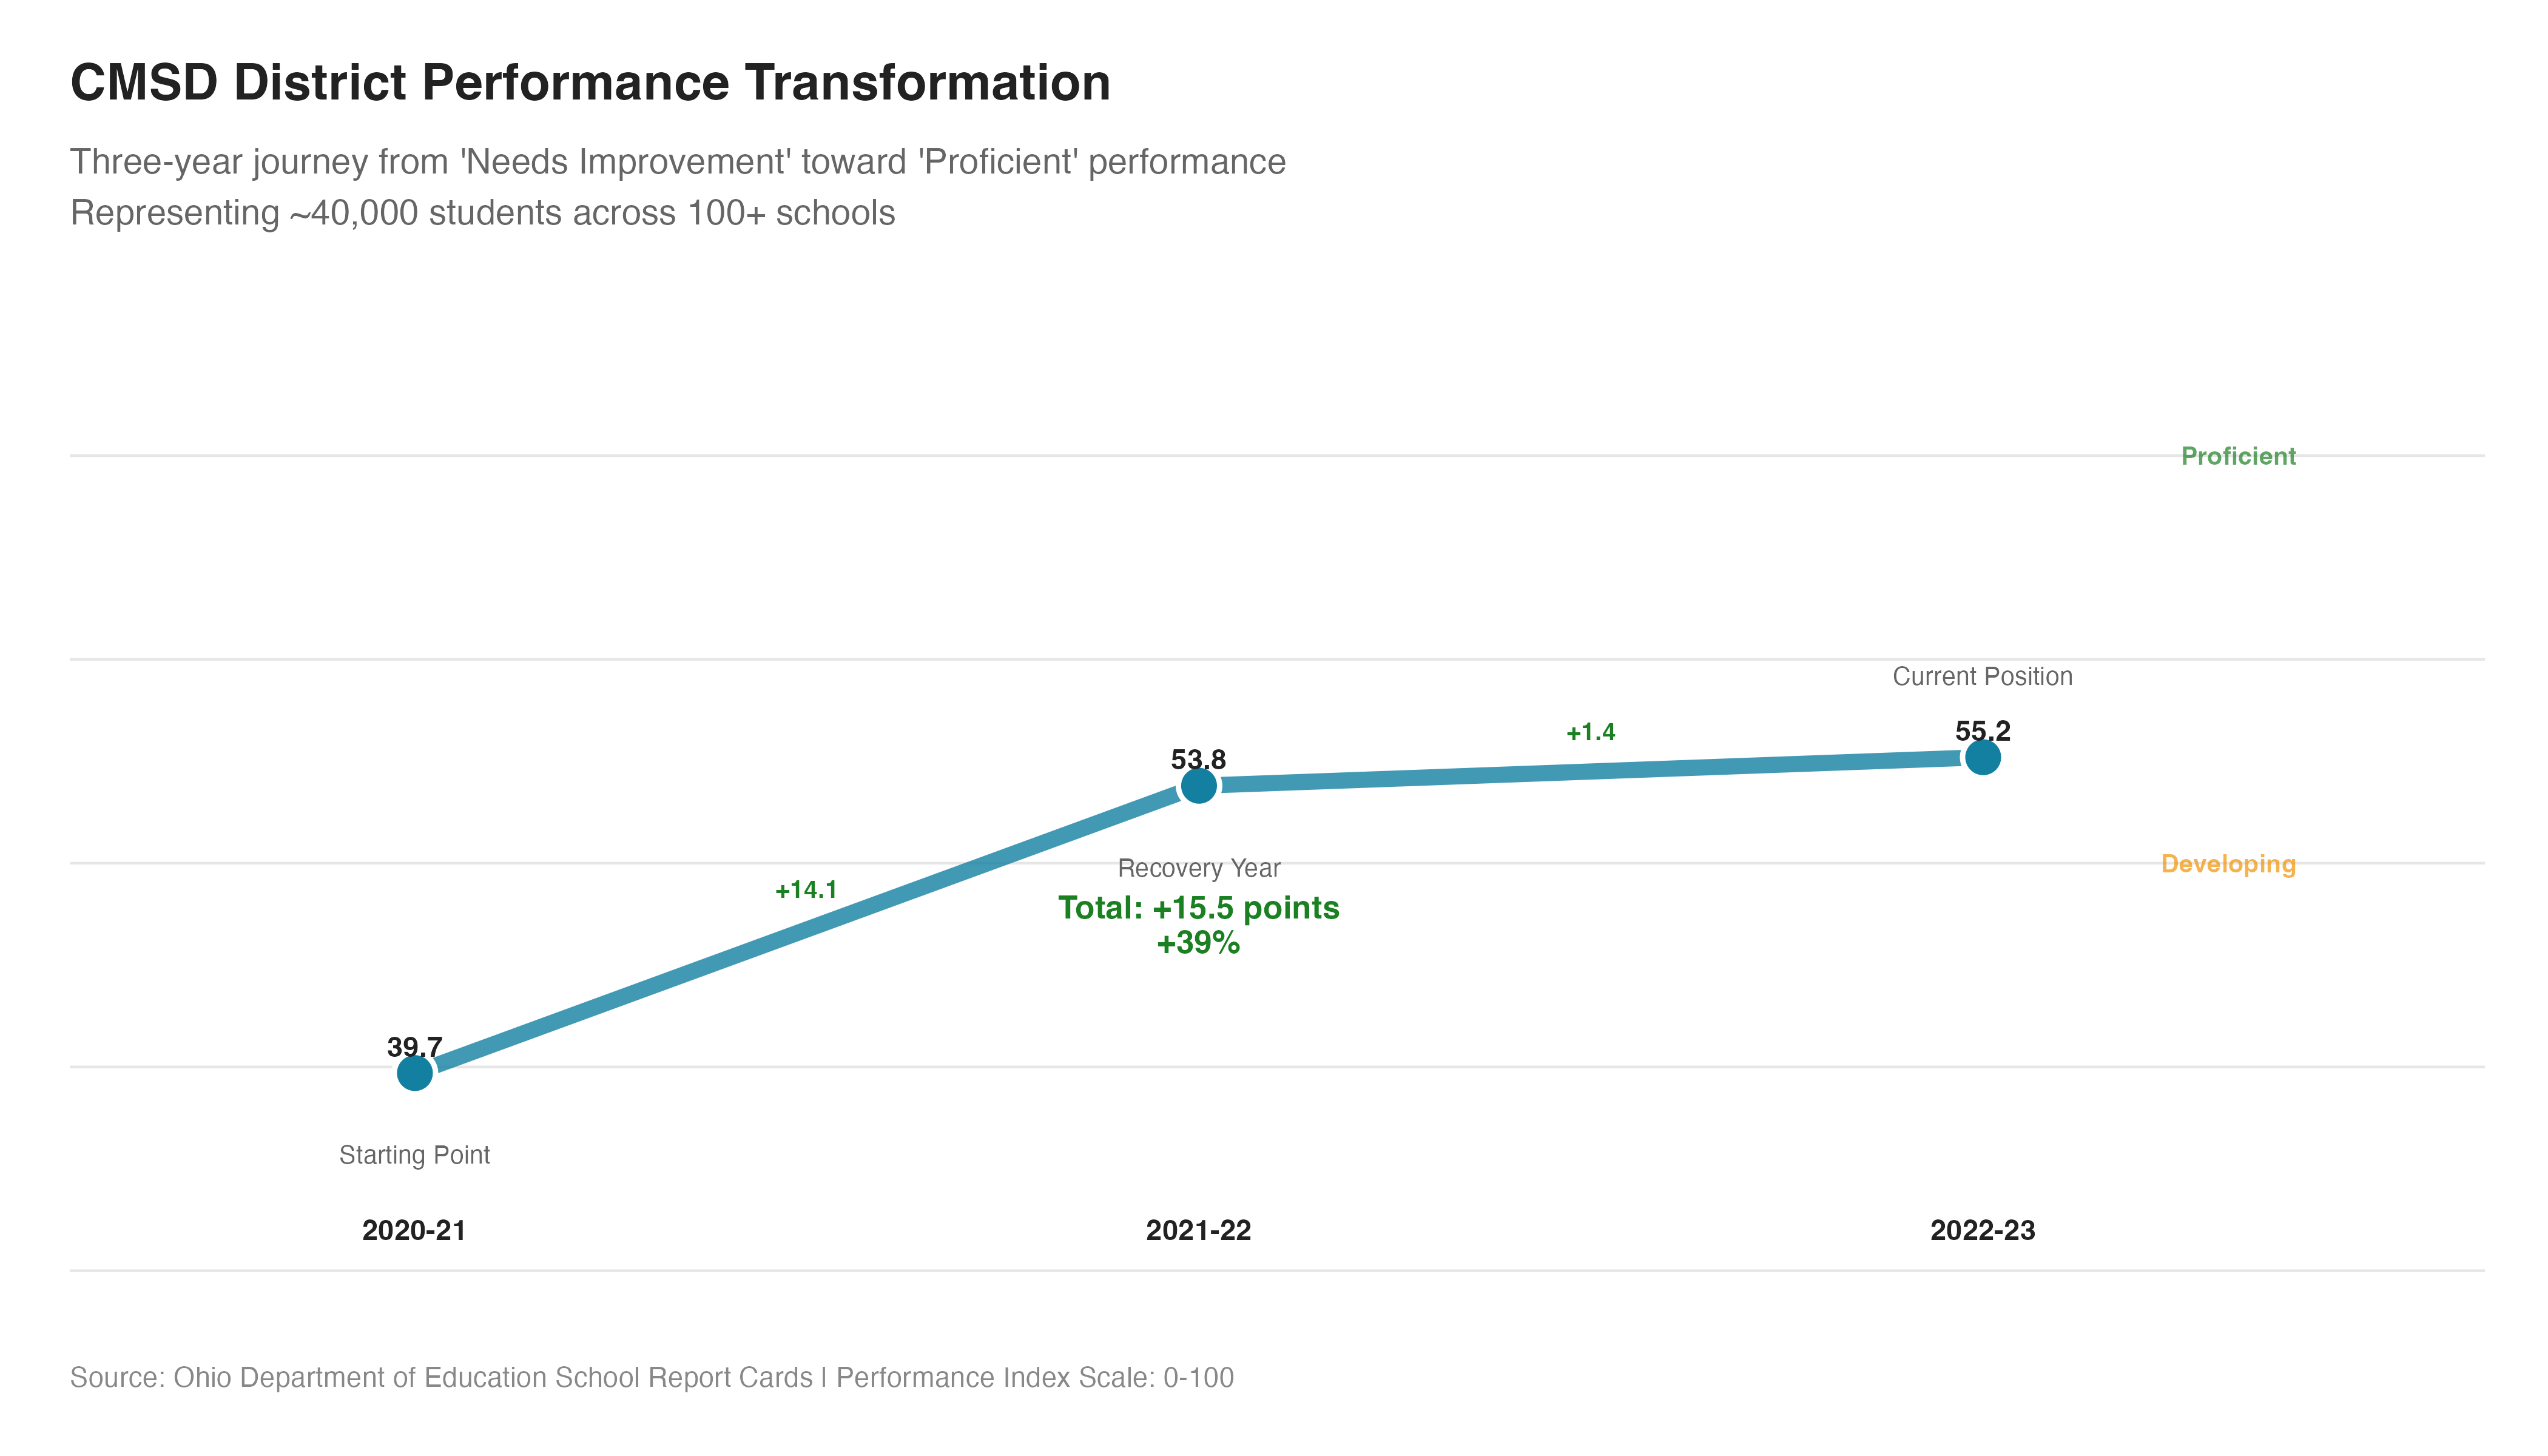 CMSD District Performance Transformation
Three-year journey from 'Needs Improvement' toward 'Proficient' performance
Representing ~40,000 students across 100+ schools
Proficient
Current Position
55.2
+1.4
53.8
Recovery Year
Developing
+14.1
Total: +15.5 points
+39%
39.7
Starting Point
2020-21
2021-22
2022-23
Source: Ohio Department of Education School Report Cards | Performance Index Scale: 0-100